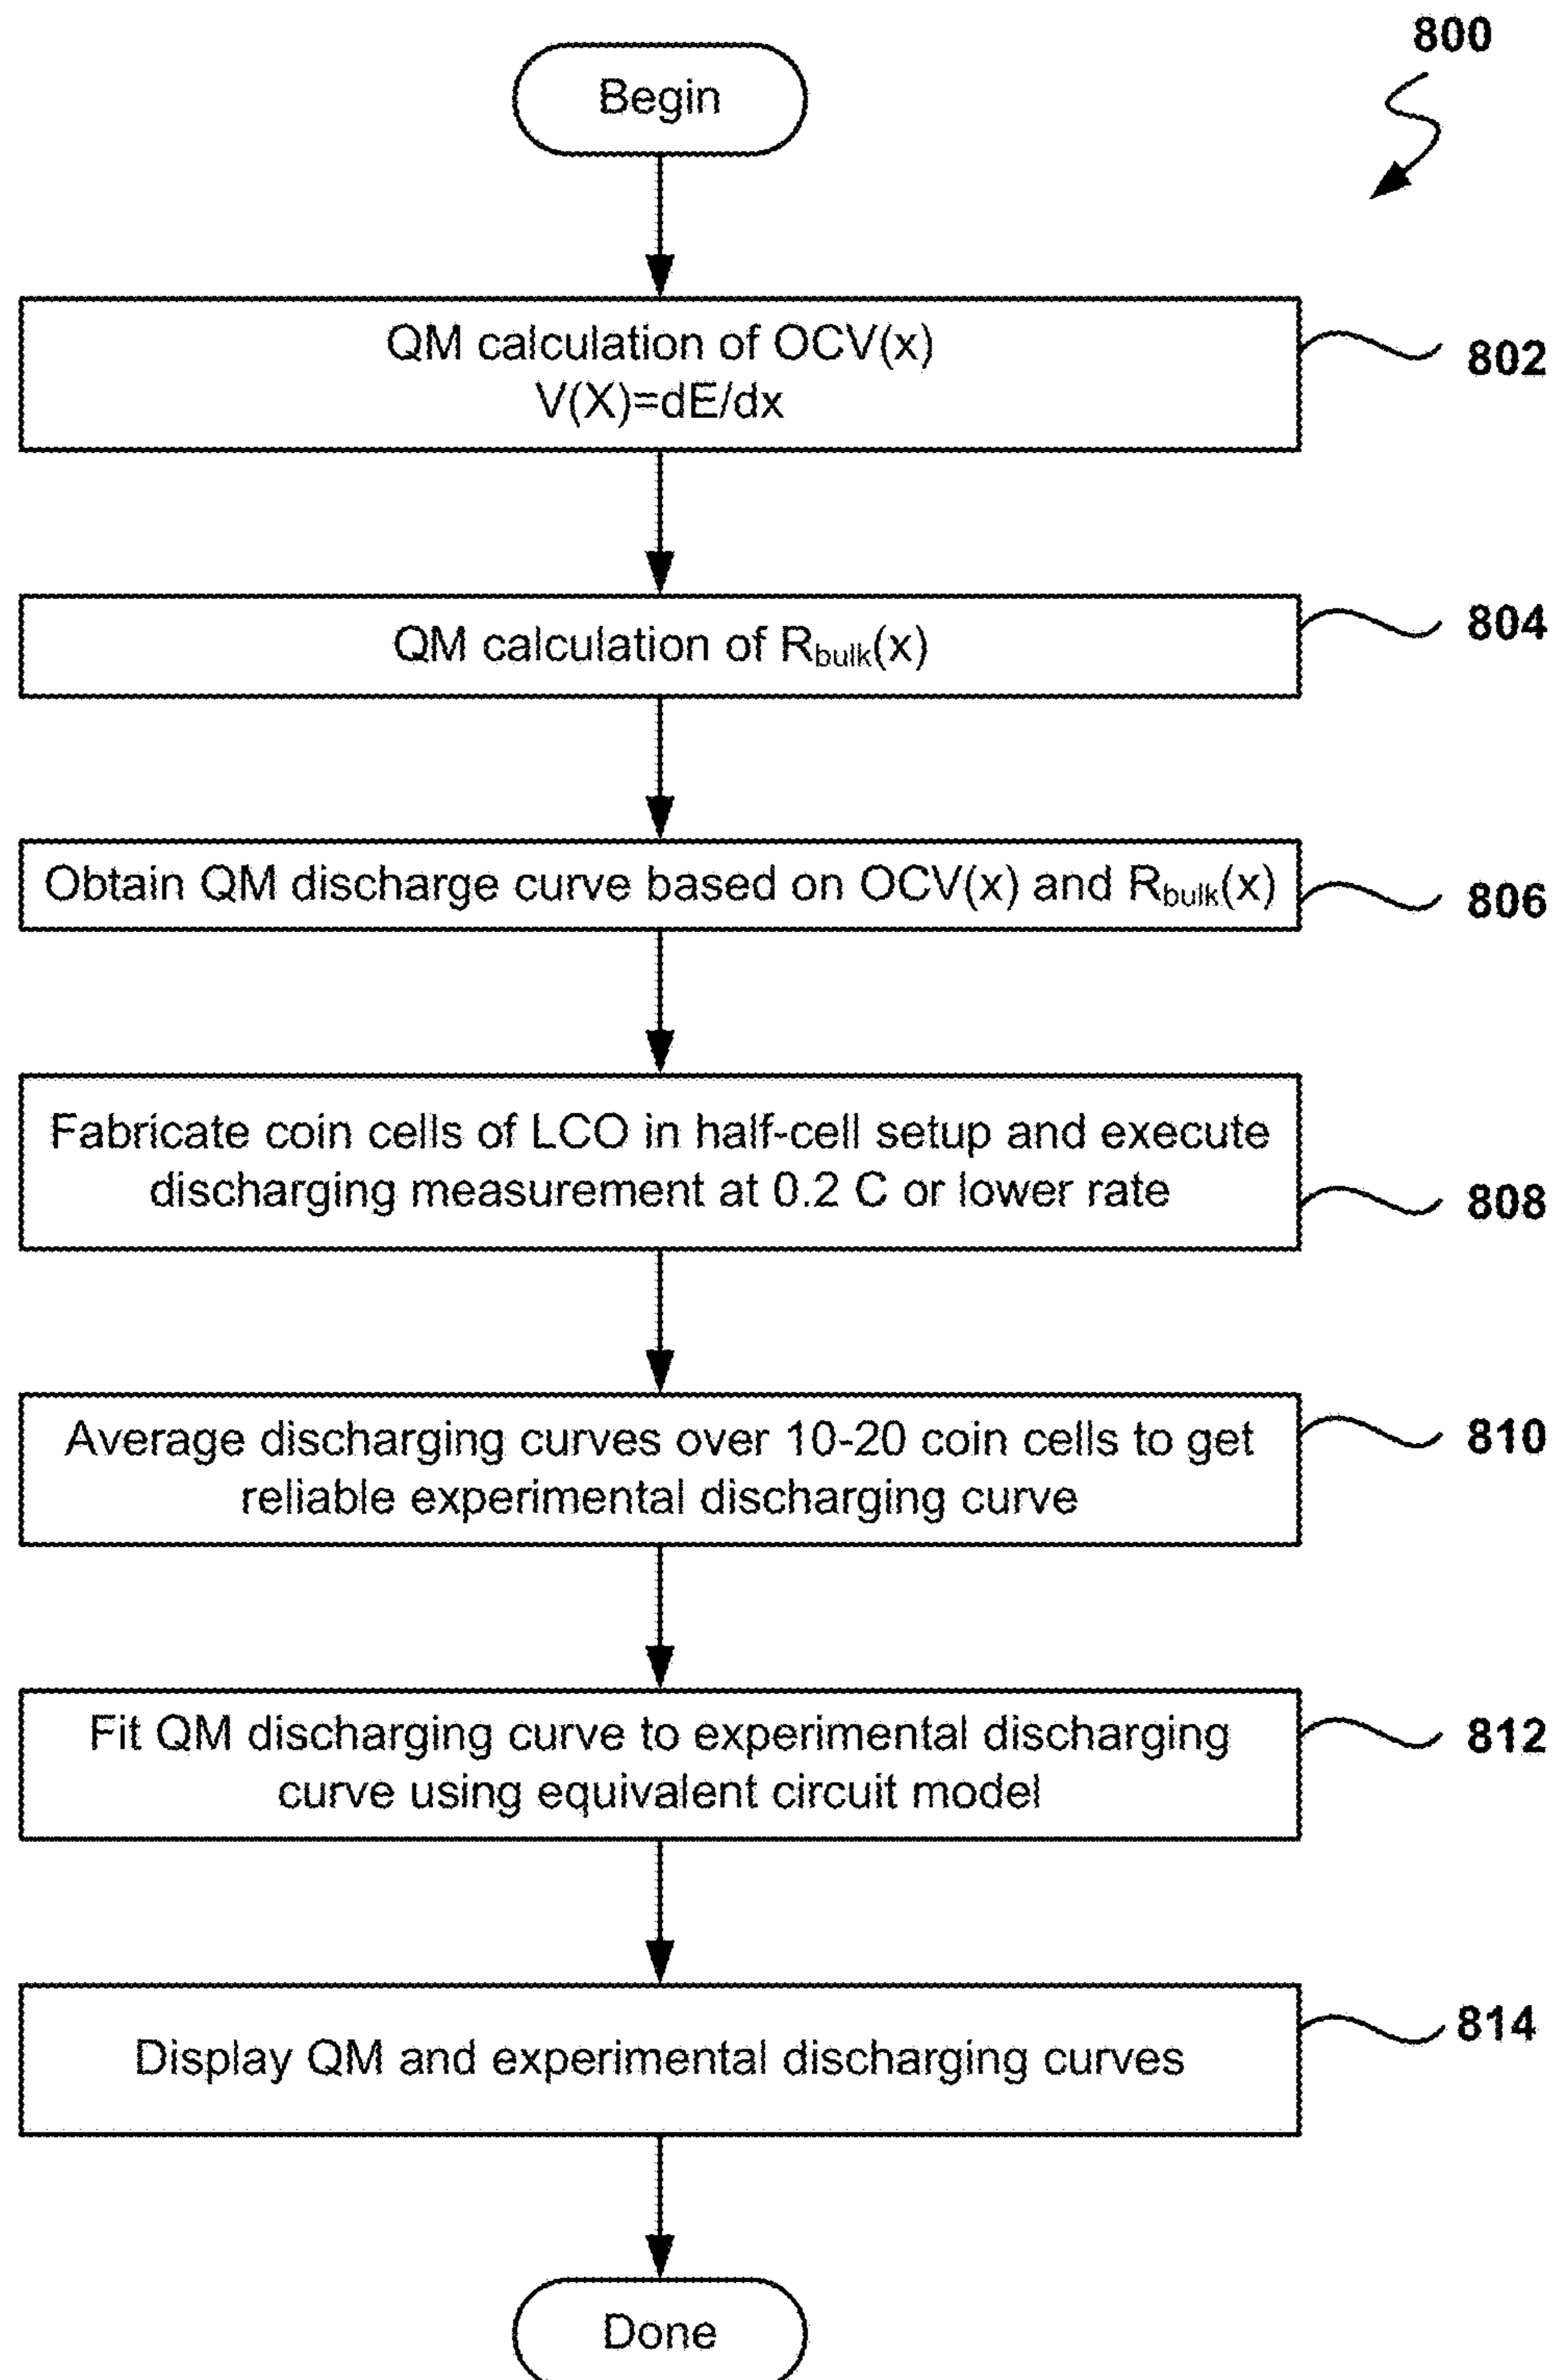 800
Begin
QM calculation of OCV(x)
V(X)=dE/dx
802
QM calculation of Rbulk(x)
804
Obtain QM discharge curve based on OCV(x) and Rbulk(x)
806
Fabricate coin cells of LCO in half-cell setup and execute
discharging measurement at 0.2 C or lower rate
808
Average discharging curves over 10-20 coin cells to get
reliable experimental discharging curve
810
Fit QM discharging curve to experimental discharging
curve using equivalent circuit model
812
Display QM and experimental discharging curves
814
Done